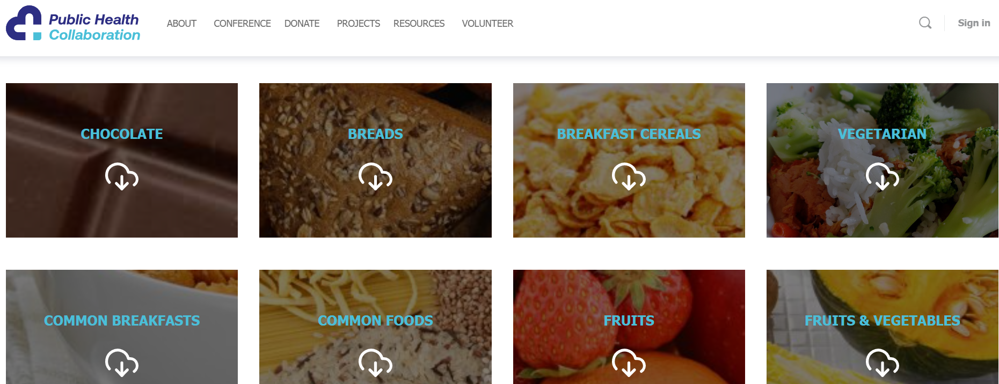 Public Health
Collaboration
ABOUT CONFERENCE DONATE PROJECTS RESOURCES VOLUNTEER
Sign in
CHOCOLATE
BREADS
BREAKFAST CEREALS
VEGETARIAN
COMMON BREAKFASTS
COMMON FOODS
FRUITS
FRUITS & VEGETABLES